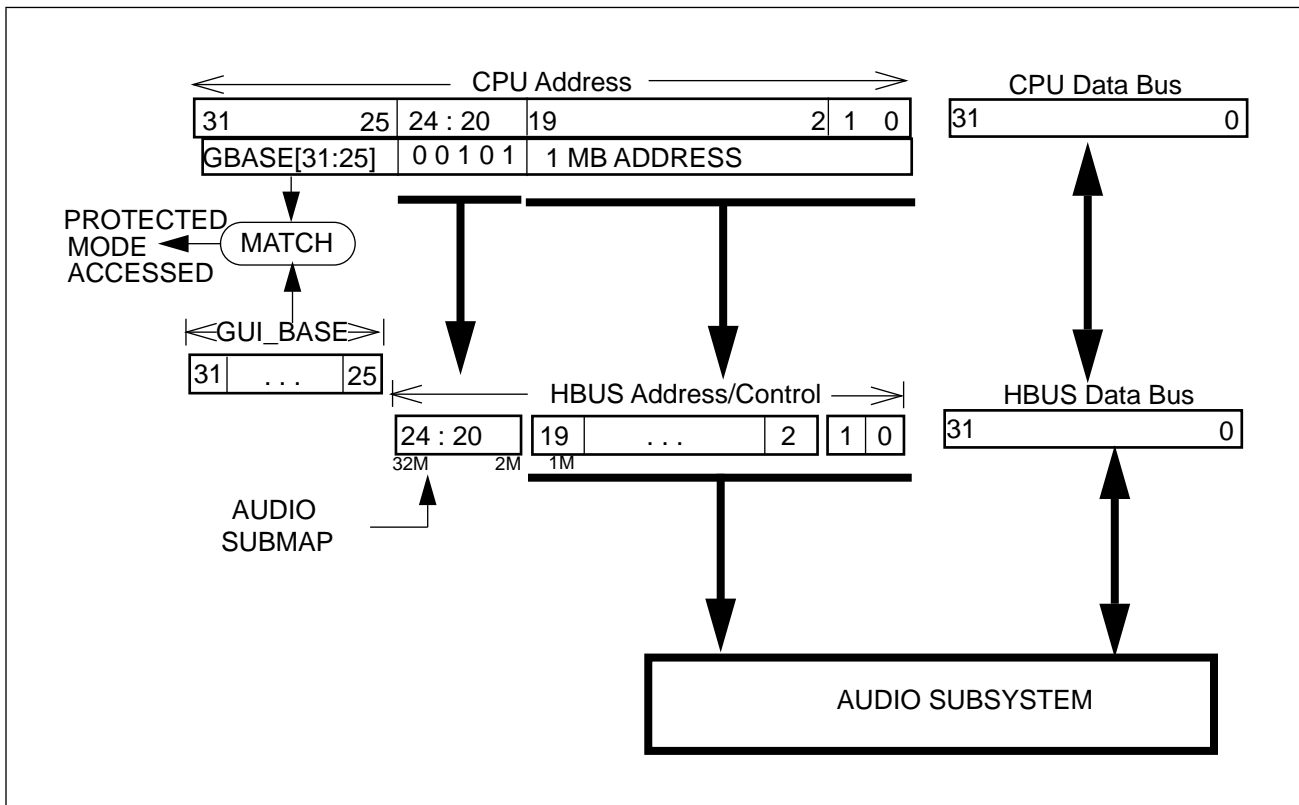 CPU Address
CPU Data Bus
31 25 24 : 20 19 2 1 0
31 0
GBASE[31:25] 0 0 1 0 1 1 MB ADDRESS
PROTECTED
MODE
ACCESSED
MATCH
GUI_BASE
31 . . . 25
HBUS Address/Control
HBUS Data Bus
24 : 20 19 . . . 2 1 0
31 0
32M 2M 1M
AUDIO
SUBMAP
AUDIO SUBSYSTEM